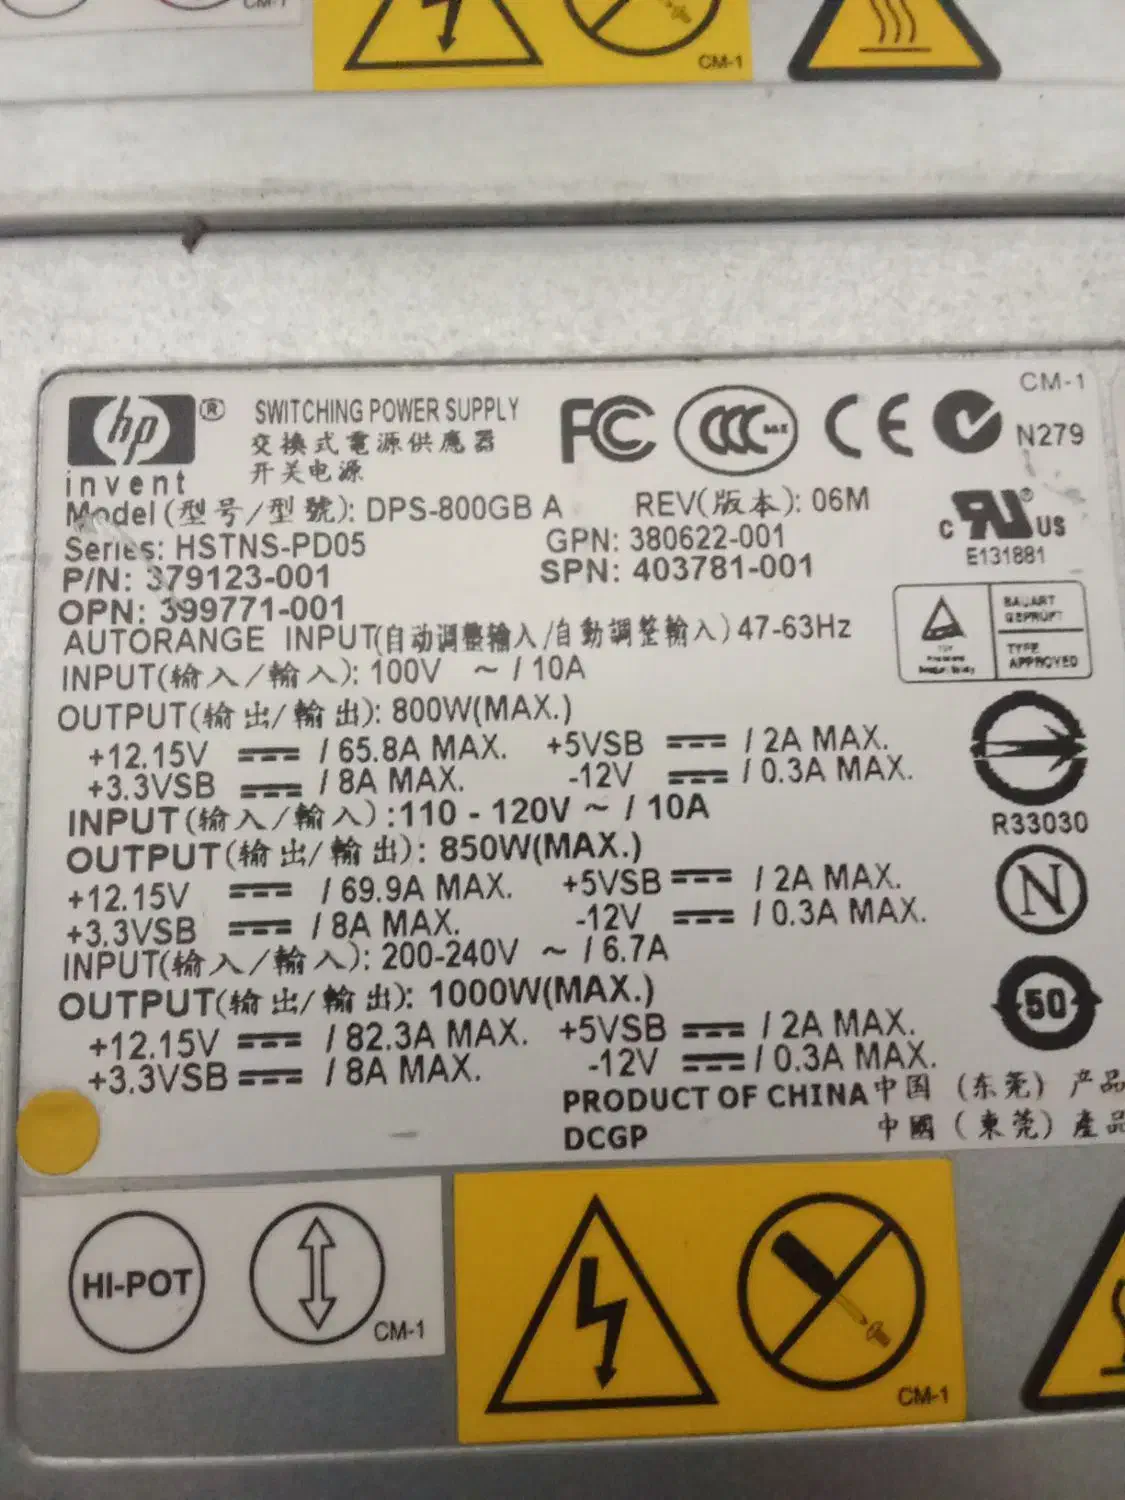 CM-1
CM-1
hp ®
invent
SWITCHING POWER SUPPLY
交換式電源供應器
开关电源
FC CCC S&E CE
CM-1
N279
Model (型号/型號): DPS-800GB A REV(版本): 06M
Series: HSTNS-PD05 GPN: 380622-001
P/N: 379123-001 SPN: 403781-001
OPN: 399771-001
c RU ® US
E131881
AUTORANGE INPUT(自动调整输入/自動調整輸入) 47-63Hz
BAUART
GEPRÜFT
TYPE
APPROVED
INPUT(输入/輸入): 100V ~ / 10A
OUTPUT(输出/輸出): 800W(MAX.)
+12.15V ⎓ / 65.8A MAX. +5VSB ⎓ / 2A MAX.
+3.3VSB ⎓ / 8A MAX. -12V ⎓ / 0.3A MAX.
INPUT(输入/輸入) :110 - 120V ~ / 10A
R33030
OUTPUT(输出/輸出): 850W(MAX.)
+12.15V ⎓ / 69.9A MAX. +5VSB ⎓ / 2A MAX.
+3.3VSB ⎓ / 8A MAX. -12V ⎓ / 0.3A MAX.
N
INPUT(输入/輸入): 200-240V ~ / 6.7A
OUTPUT(输出/輸出): 1000W(MAX.)
50
+12.15V ⎓ / 82.3A MAX. +5VSB ⎓ / 2A MAX.
+3.3VSB ⎓ / 8A MAX. -12V ⎓ / 0.3A MAX.
PRODUCT OF CHINA 中国 (东莞) 产品
DCGP 中國 (東莞) 產品
HI-POT
CM-1
CM-1